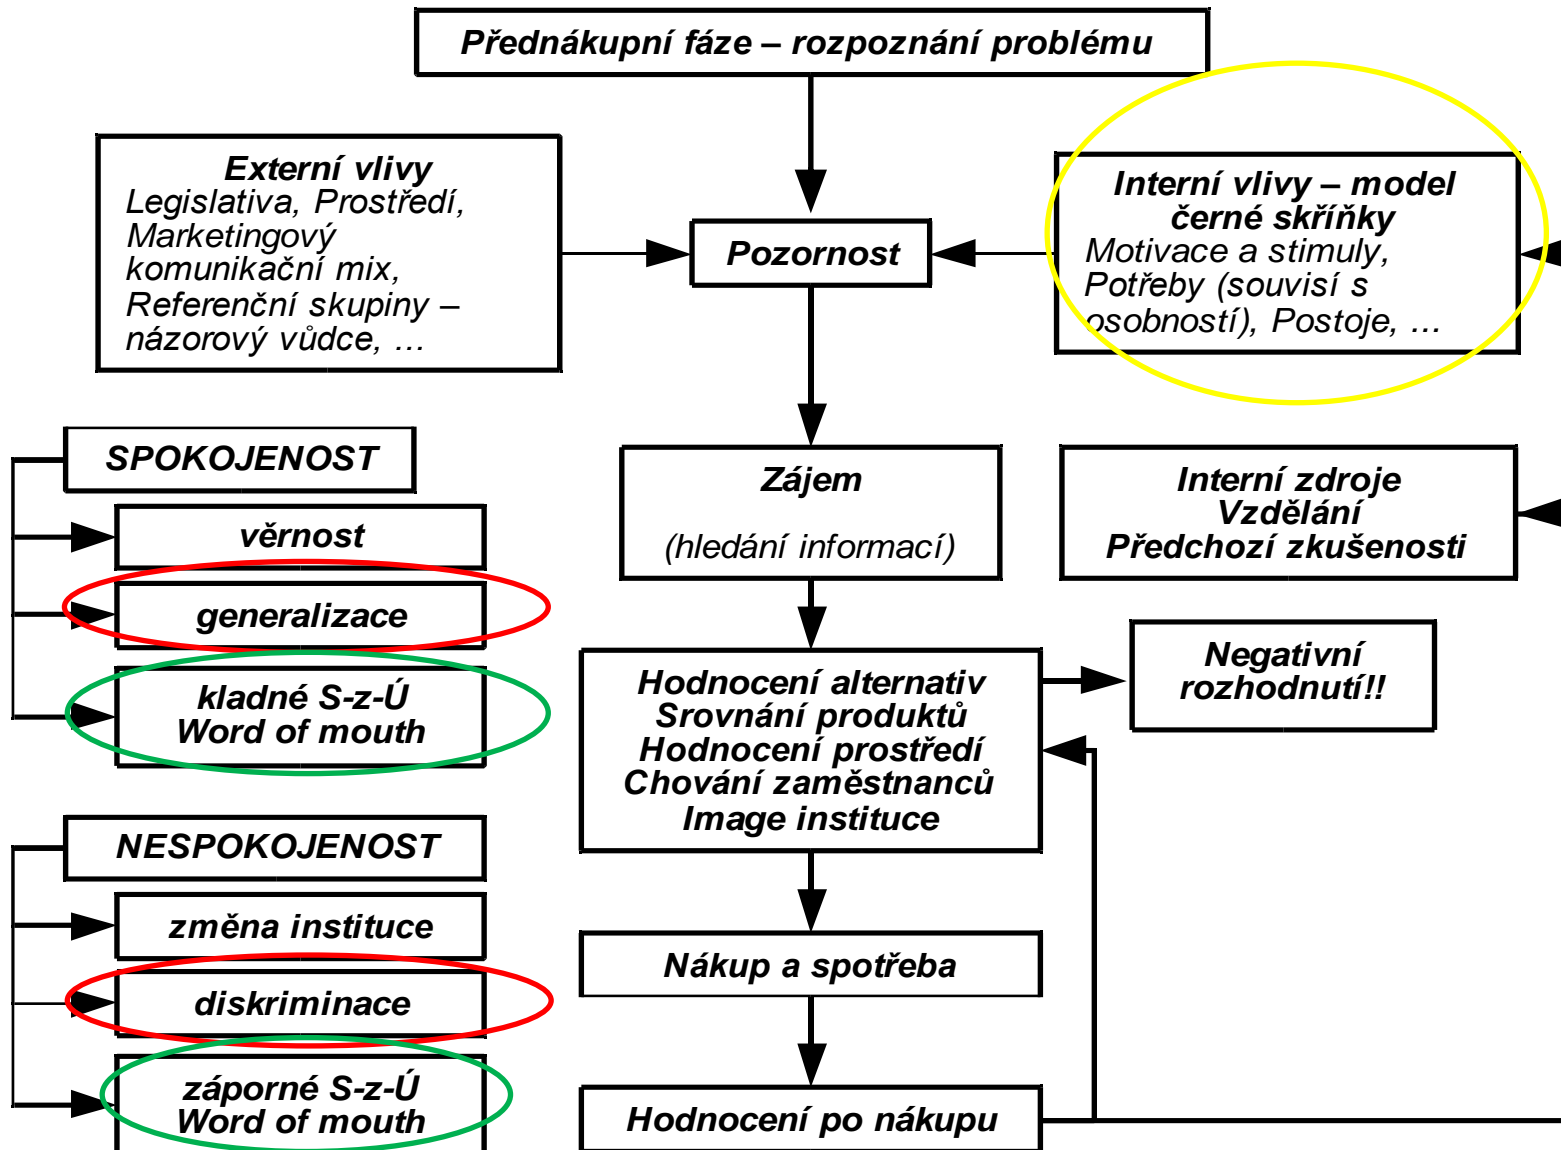 Přednákupní fáze – rozpoznání problému
Externí vlivy
Legislativa, Prostředí,
Marketingový
komunikační mix,
Referenční skupiny –
názorový vůdce, ...
Pozornost
Interní vlivy – model
černé skříňky
Motivace a stimuly,
Potřeby (souvisí s
osobností), Postoje, ...
SPOKOJENOST
věrnost
generalizace
kladné S-z-Ú
Word of mouth
Zájem
(hledání informací)
Interní zdroje
Vzdělání
Předchozí zkušenosti
Hodnocení alternativ
Srovnání produktů
Hodnocení prostředí
Chování zaměstnanců
Image instituce
Negativní
rozhodnutí!!
NESPOKOJENOST
změna instituce
diskriminace
záporné S-z-Ú
Word of mouth
Nákup a spotřeba
Hodnocení po nákupu